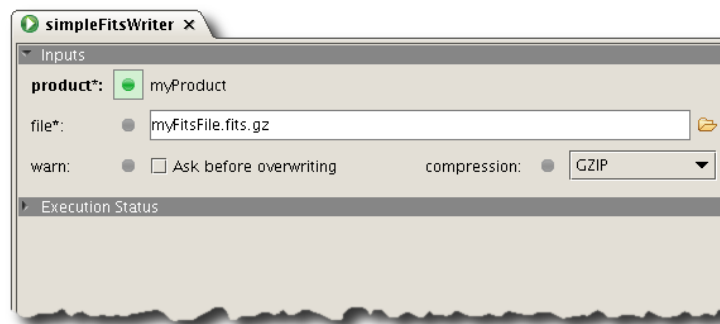 simpleFitsWriter ×
Inputs
product*: myProduct
file*: myFitsFile.fits.gz
warn: Ask before overwriting compression: GZIP
Execution Status